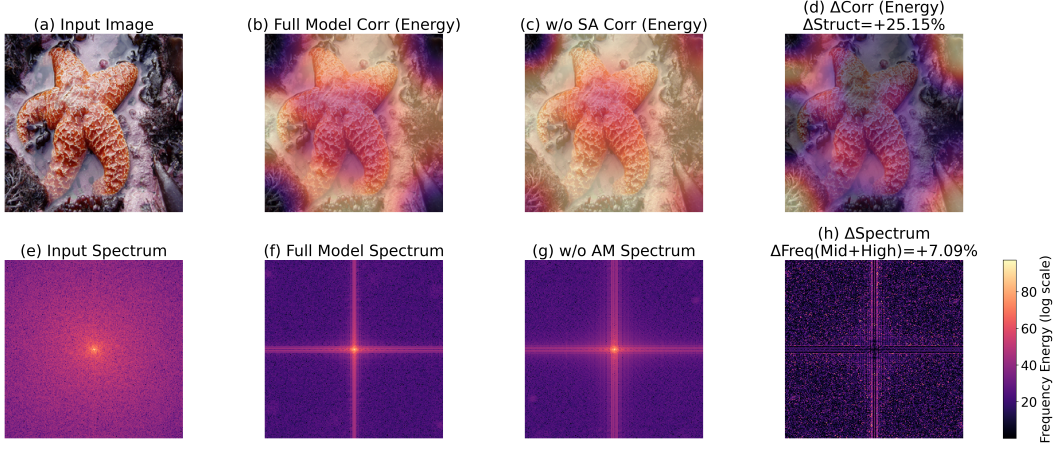 (a) Input Image
(b) Full Model Corr (Energy)
(c) w/o SA Corr (Energy)
(d) ΔCorr (Energy)
ΔStruct=+25.15%
(e) Input Spectrum
(f) Full Model Spectrum
(g) w/o AM Spectrum
(h) ΔSpectrum
ΔFreq(Mid+High)=+7.09%
80
60
40
20
Frequency Energy (log scale)